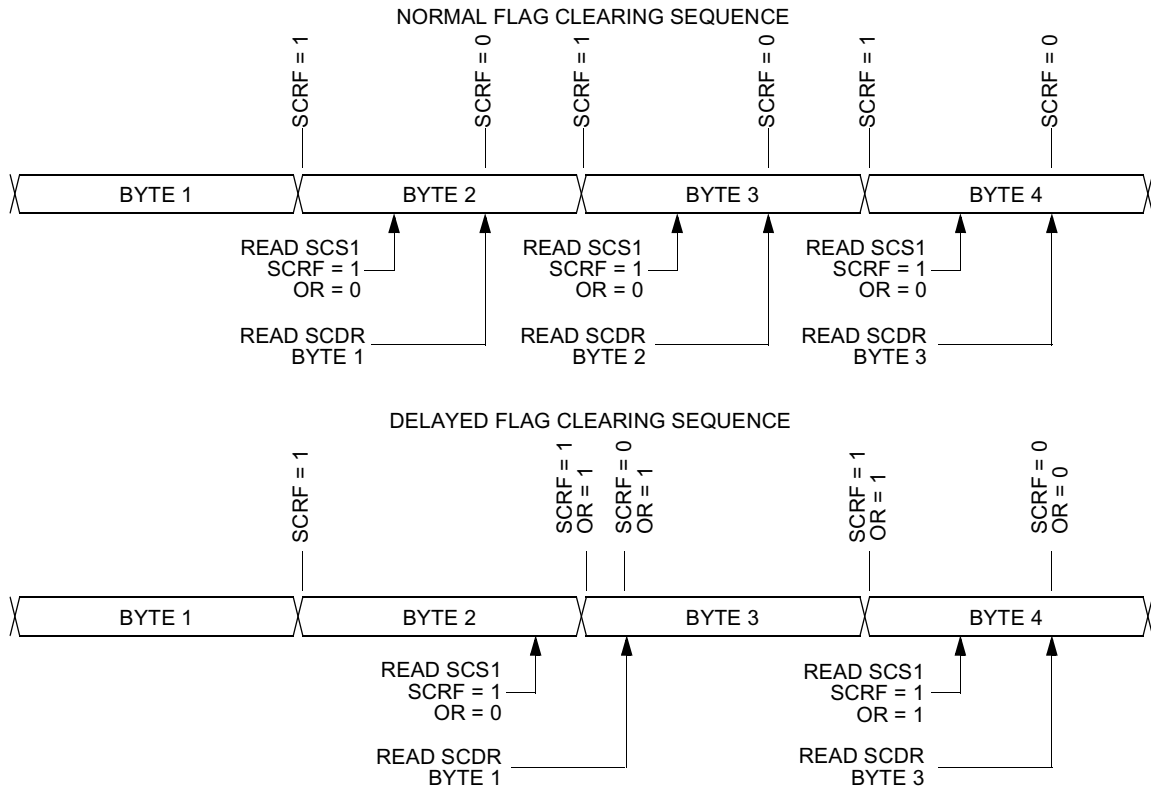 NORMAL FLAG CLEARING SEQUENCE
SCRF = 1
SCRF = 0
SCRF = 1
SCRF = 0
SCRF = 1
SCRF = 0
BYTE 1
BYTE 2
BYTE 3
BYTE 4
READ SCS1
SCRF = 1
OR = 0
READ SCS1
SCRF = 1
OR = 0
READ SCS1
SCRF = 1
OR = 0
READ SCDR
BYTE 1
READ SCDR
BYTE 2
READ SCDR
BYTE 3
DELAYED FLAG CLEARING SEQUENCE
SCRF = 1
SCRF = 1
OR = 1
SCRF = 0
OR = 1
SCRF = 1
OR = 1
SCRF = 0
OR = 0
BYTE 1
BYTE 2
BYTE 3
BYTE 4
READ SCS1
SCRF = 1
OR = 0
READ SCS1
SCRF = 1
OR = 1
READ SCDR
BYTE 1
READ SCDR
BYTE 3